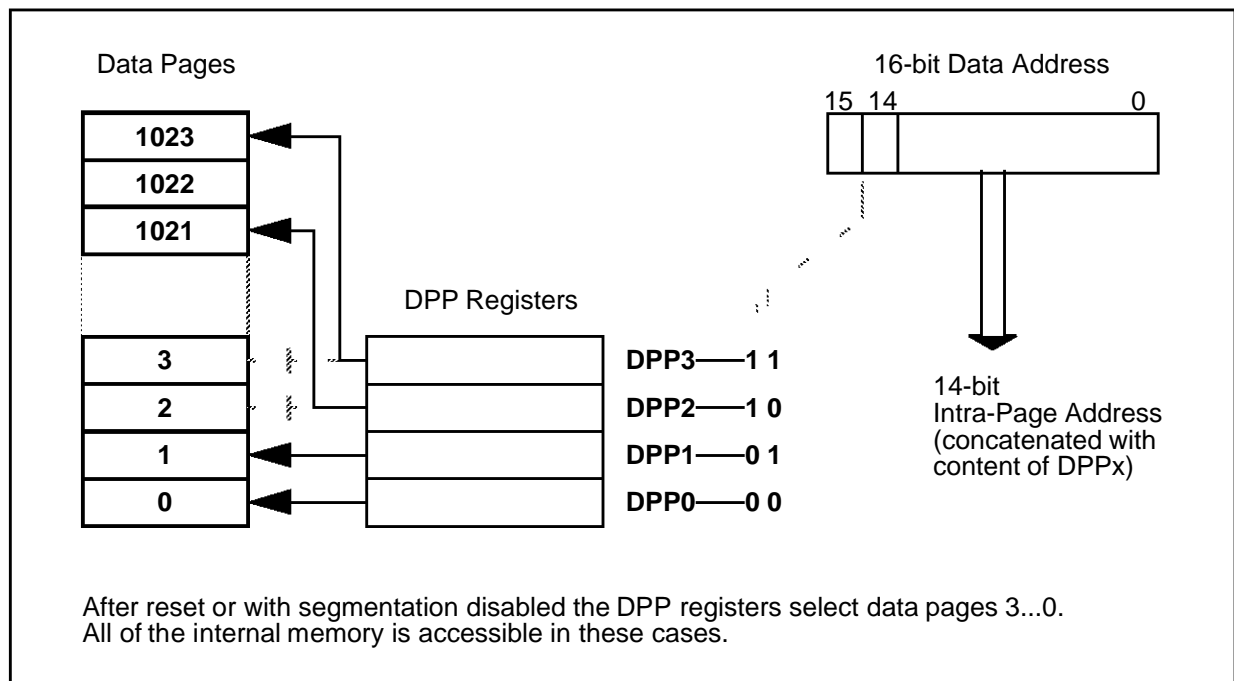 Data Pages
16-bit Data Address
15 14 0
1023
1022
1021
DPP Registers
3
2
1
0
DPP3——1 1
DPP2——1 0
DPP1——0 1
DPP0——0 0
14-bit
Intra-Page Address
(concatenated with
content of DPPx)
After reset or with segmentation disabled the DPP registers select data pages 3...0.
All of the internal memory is accessible in these cases.